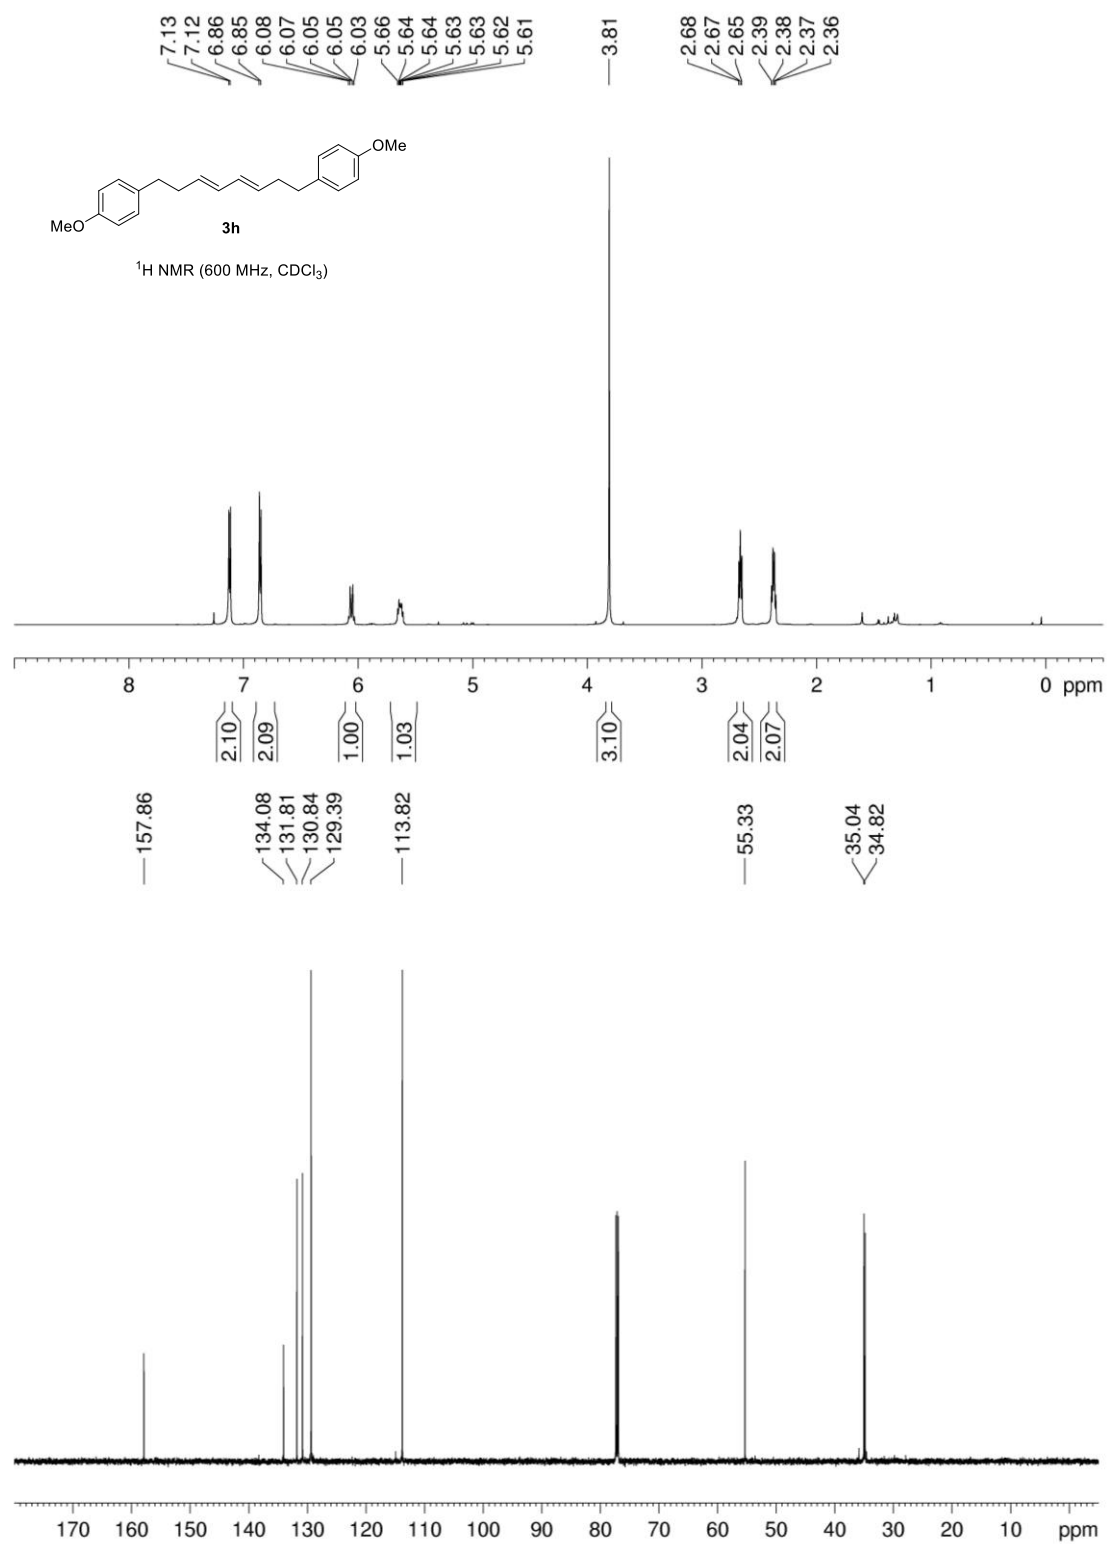 7.13 7.12 6.86 6.85 6.08 6.07 6.05 6.05 6.03 5.66 5.64 5.64 5.63 5.63 5.62 5.61 3.81 2.68 2.67 2.65 2.39 2.38 2.37 2.36
OMe
MeO
3h
¹H NMR (600 MHz, CDCl₃)
8 7 6 5 4 3 2 1 0 ppm
2.10 2.09 1.00 1.03 3.10 2.04 2.07
157.86 134.08 131.81 130.84 129.39 113.82 55.33 35.04 34.82
170 160 150 140 130 120 110 100 90 80 70 60 50 40 30 20 10 ppm